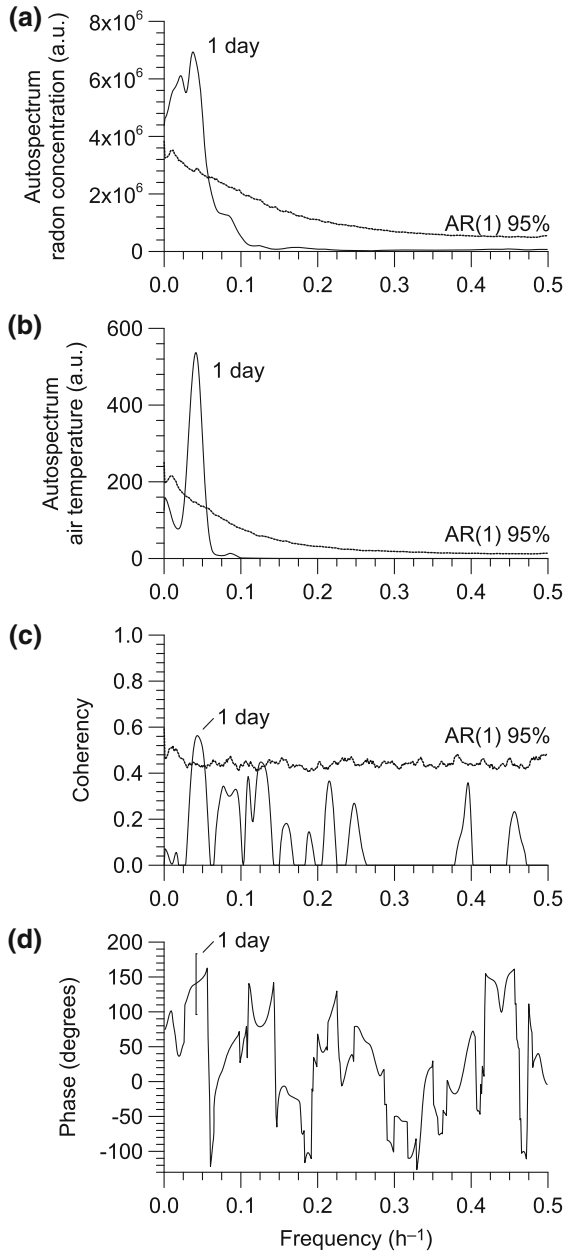 (a)
8x10⁶
6x10⁶
4x10⁶
2x10⁶
0
Autospectrum
radon concentration (a.u.)
1 day
AR(1) 95%
0.0 0.1 0.2 0.3 0.4 0.5
(b)
600
400
200
0
Autospectrum
air temperature (a.u.)
1 day
AR(1) 95%
0.0 0.1 0.2 0.3 0.4 0.5
(c)
1.0
0.8
0.6
0.4
0.2
0.0
Coherency
1 day
AR(1) 95%
0.0 0.1 0.2 0.3 0.4 0.5
(d)
200
150
100
50
0
-50
-100
Phase (degrees)
1 day
0.0 0.1 0.2 0.3 0.4 0.5
Frequency (h⁻¹)